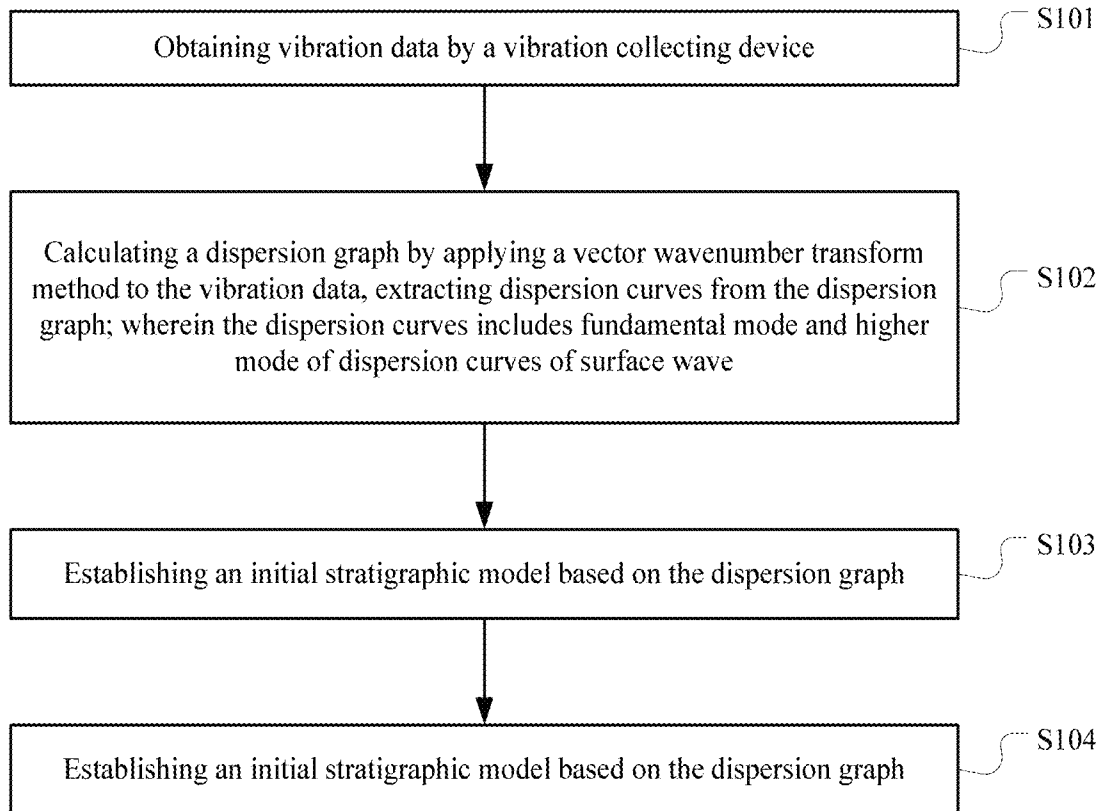 Obtaining vibration data by a vibration collecting device
S101
Calculating a dispersion graph by applying a vector wavenumber transform
method to the vibration data, extracting dispersion curves from the dispersion
graph; wherein the dispersion curves includes fundamental mode and higher
mode of dispersion curves of surface wave
S102
Establishing an initial stratigraphic model based on the dispersion graph
S103
Establishing an initial stratigraphic model based on the dispersion graph
S104